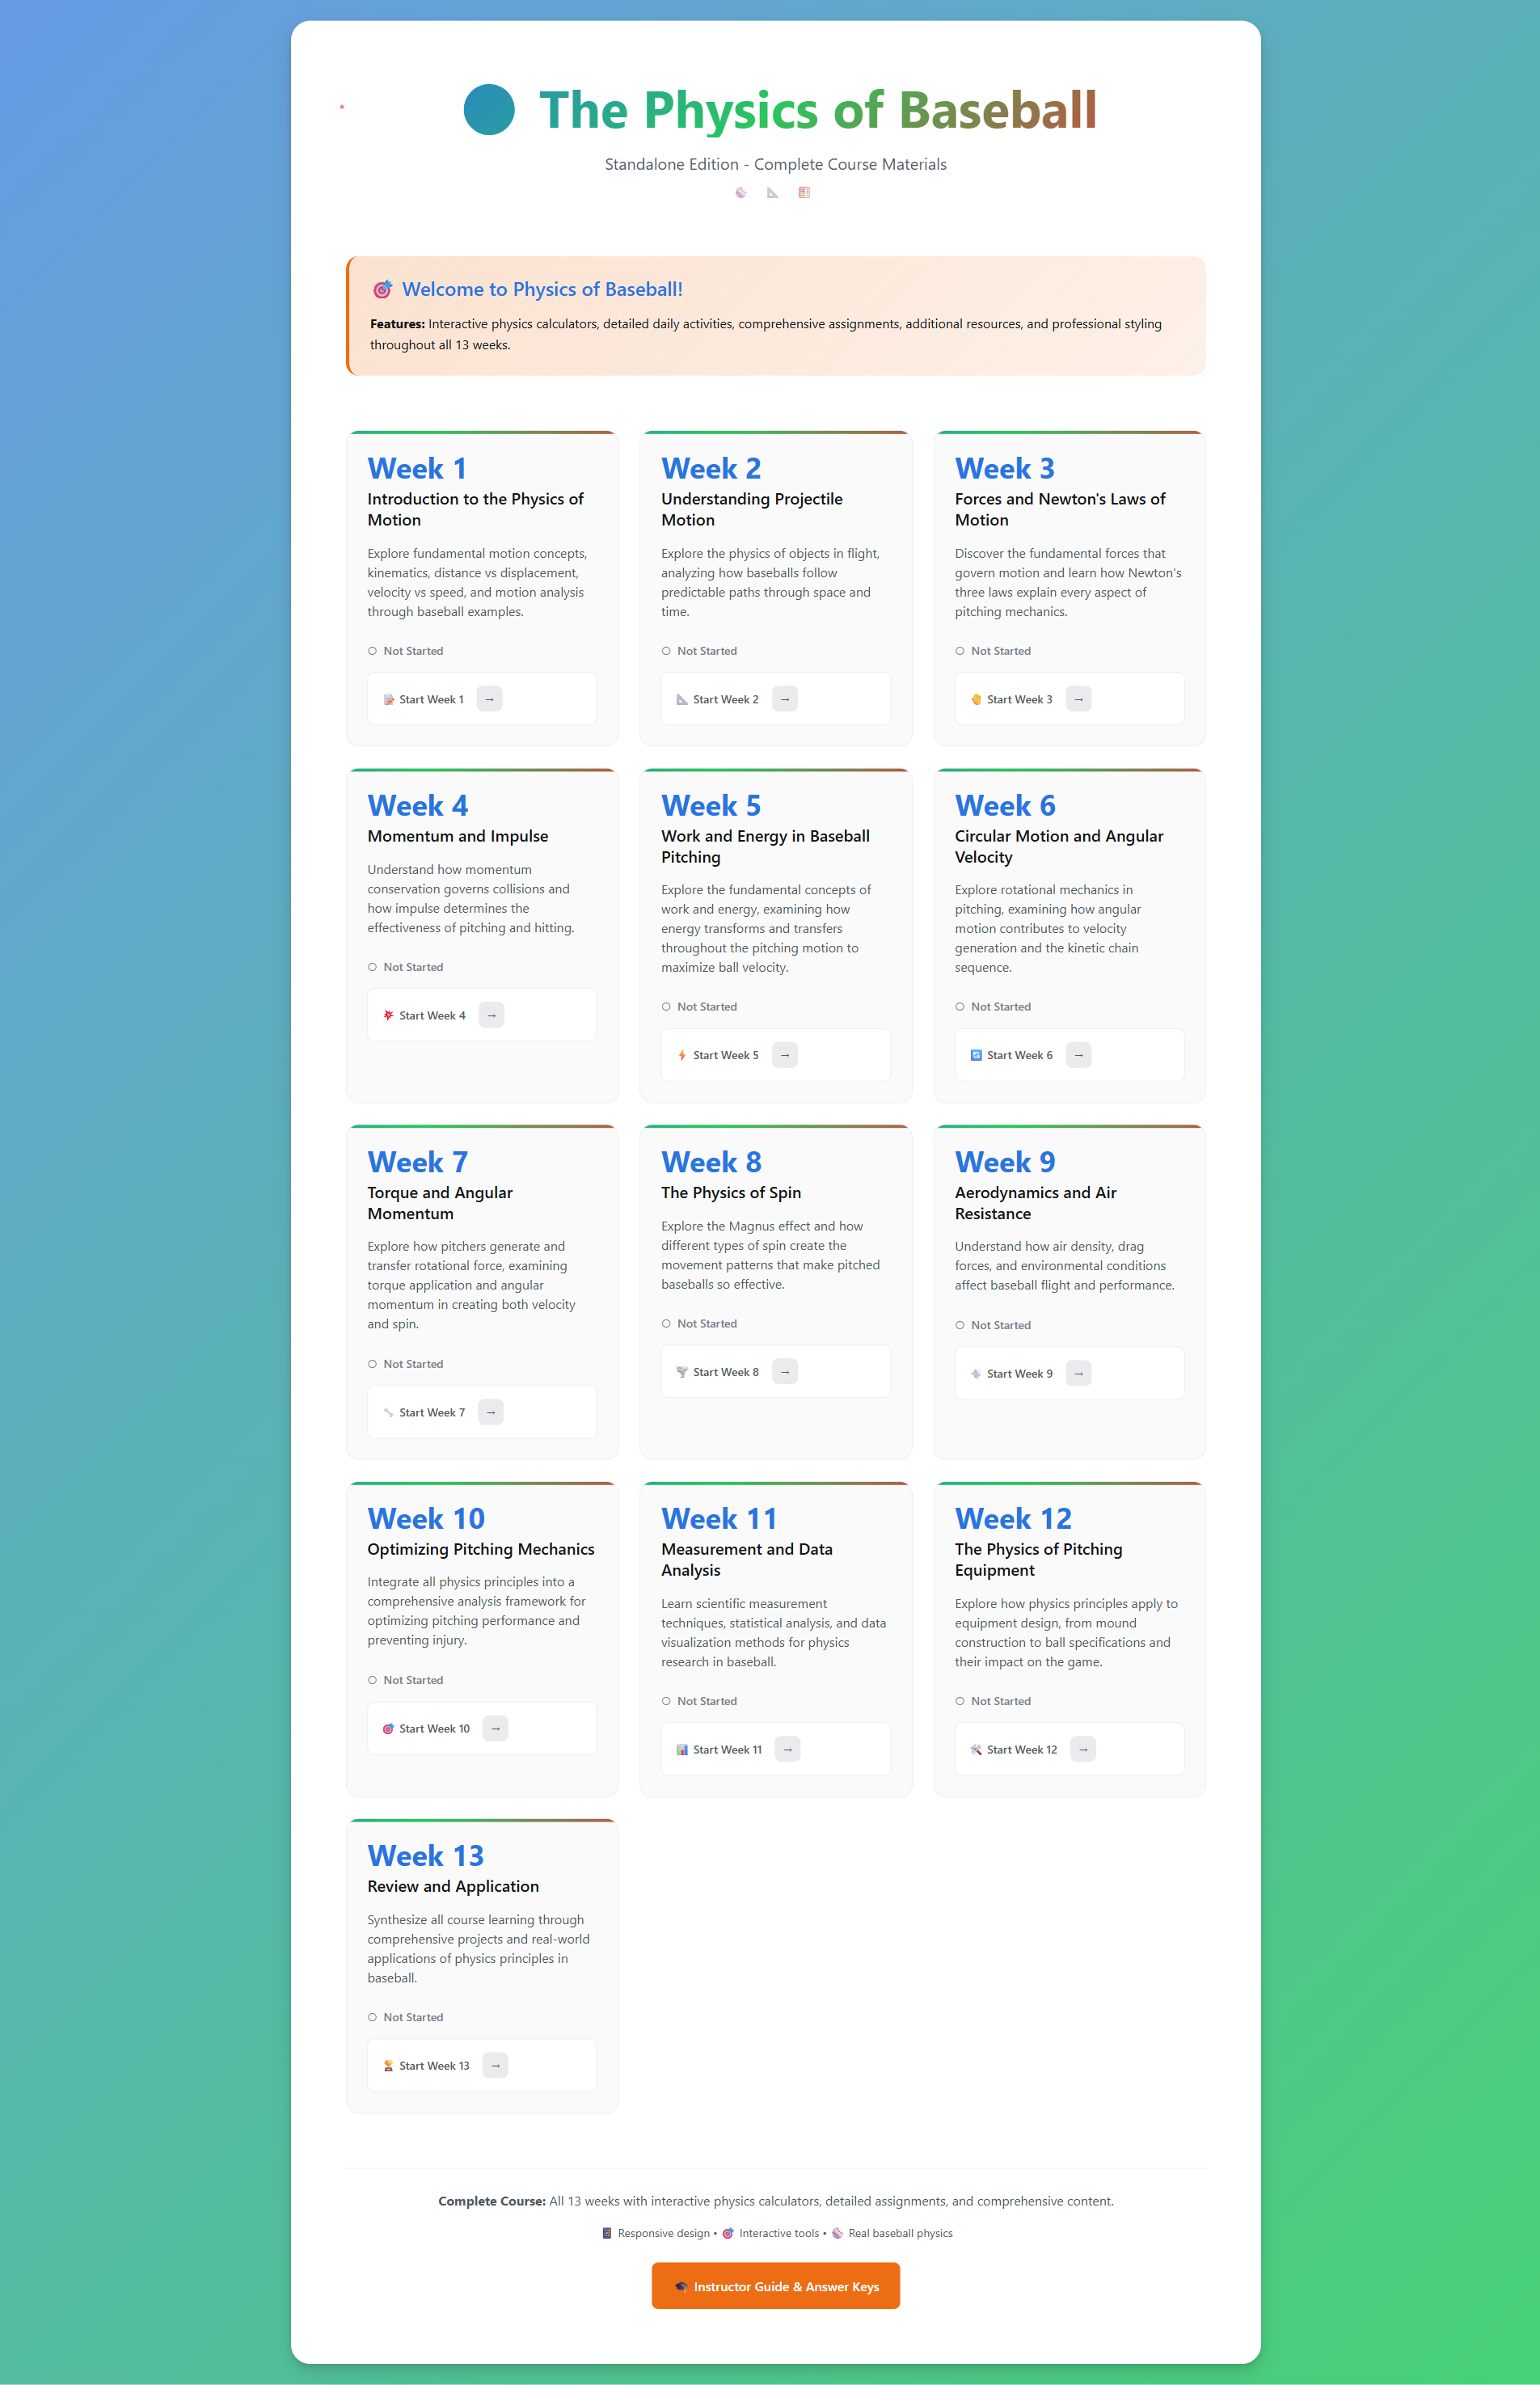 The Physics of Baseball
Standalone Edition - Complete Course Materials
Welcome to Physics of Baseball!
Features: Interactive physics calculators, detailed daily activities, comprehensive assignments, additional resources, and professional styling
throughout all 13 weeks.
Week 1
Introduction to the Physics of
Motion
Explore fundamental motion concepts,
kinematics, distance vs displacement,
velocity vs speed, and motion analysis
through baseball examples.
Not Started
Start Week 1 →
Week 2
Understanding Projectile
Motion
Explore the physics of objects in flight,
analyzing how baseballs follow
predictable paths through space and
time.
Not Started
Start Week 2 →
Week 3
Forces and Newton's Laws of
Motion
Discover the fundamental forces that
govern motion and learn how Newton's
three laws explain every aspect of
pitching mechanics.
Not Started
Start Week 3 →
Week 4
Momentum and Impulse
Understand how momentum
conservation governs collisions and
how impulse determines the
effectiveness of pitching and hitting.
Not Started
Start Week 4 →
Week 5
Work and Energy in Baseball
Pitching
Explore the fundamental concepts of
work and energy, examining how
energy transforms and transfers
throughout the pitching motion to
maximize ball velocity.
Not Started
Start Week 5 →
Week 6
Circular Motion and Angular
Velocity
Explore rotational mechanics in
pitching, examining how angular
motion contributes to velocity
generation and the kinetic chain
sequence.
Not Started
Start Week 6 →
Week 7
Torque and Angular
Momentum
Explore how pitchers generate and
transfer rotational force, examining
torque application and angular
momentum in creating both velocity
and spin.
Not Started
Start Week 7 →
Week 8
The Physics of Spin
Explore the Magnus effect and how
different types of spin create the
movement patterns that make pitched
baseballs so effective.
Not Started
Start Week 8 →
Week 9
Aerodynamics and Air
Resistance
Understand how air density, drag
forces, and environmental conditions
affect baseball flight and performance.
Not Started
Start Week 9 →
Week 10
Optimizing Pitching Mechanics
Integrate all physics principles into a
comprehensive analysis framework for
optimizing pitching performance and
preventing injury.
Not Started
Start Week 10 →
Week 11
Measurement and Data
Analysis
Learn scientific measurement
techniques, statistical analysis, and data
visualization methods for physics
research in baseball.
Not Started
Start Week 11 →
Week 12
The Physics of Pitching
Equipment
Explore how physics principles apply to
equipment design, from mound
construction to ball specifications and
their impact on the game.
Not Started
Start Week 12 →
Week 13
Review and Application
Synthesize all course learning through
comprehensive projects and real-world
applications of physics principles in
baseball.
Not Started
Start Week 13 →
Complete Course: All 13 weeks with interactive physics calculators, detailed assignments, and comprehensive content.
Responsive design • Interactive tools • Real baseball physics
Instructor Guide & Answer Keys